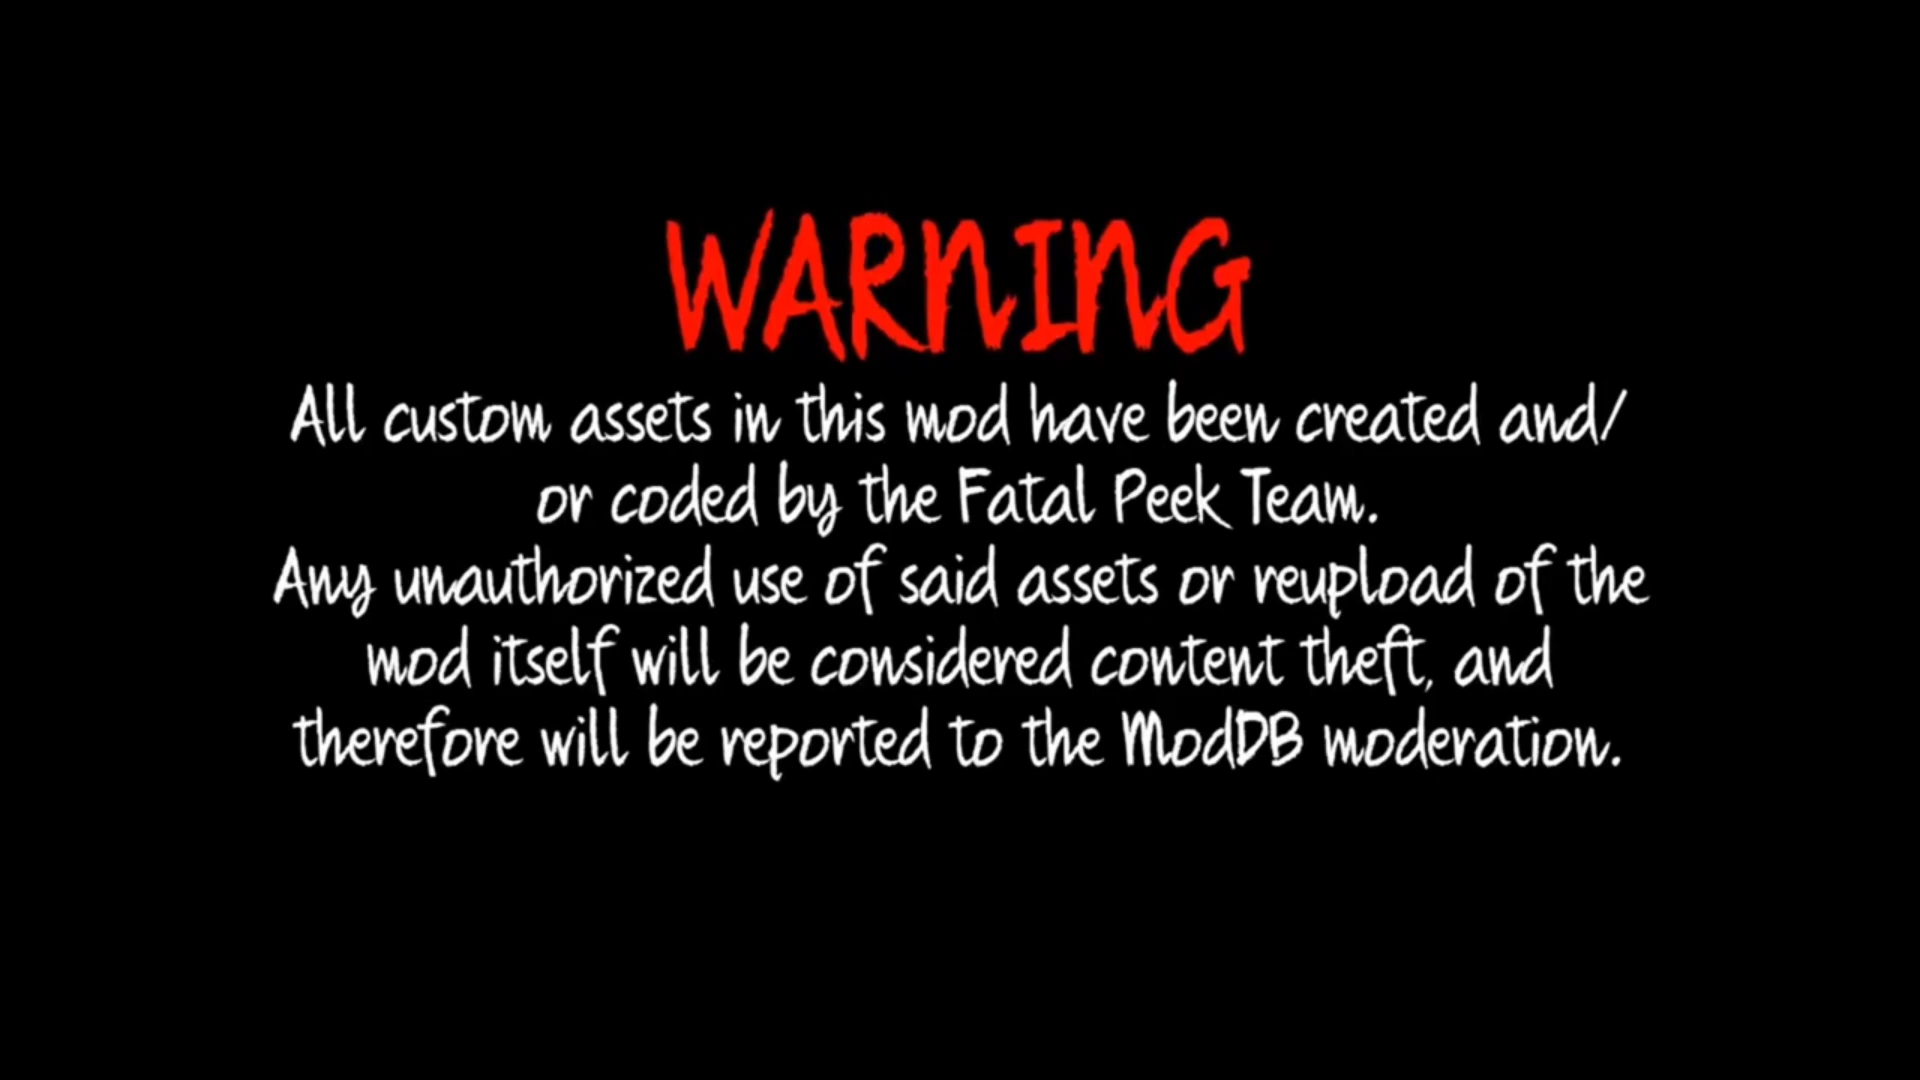 WARNING
All custom assets in this mod have been created and/
or coded by the Fatal Peek Team.
Any unauthorized use of said assets or reupload of the
mod itself will be considered content theft, and
therefore will be reported to the ModDB moderation.